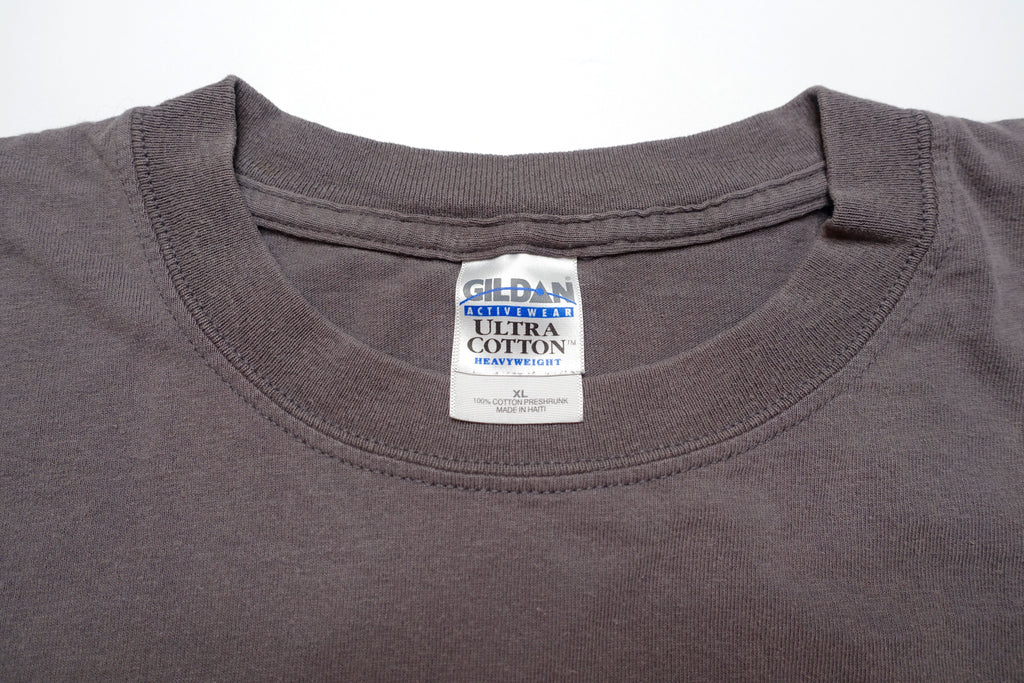 GILDAN
ACTIVEWEAR
ULTRA
COTTON™
HEAVYWEIGHT
XL
100% COTTON PRESHRUNK
MADE IN HAITI